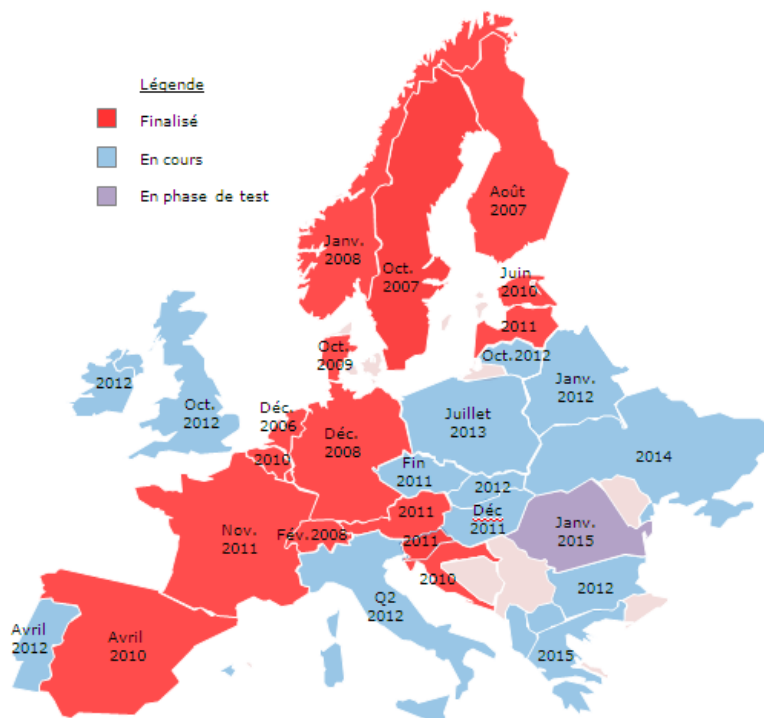 Légende
Finalisé
En cours
En phase de test
Août
2007
Janv.
2008
Oct.
2007
Juin
2010
2011
Oct.
2009
Oct.2012
2012
Janv.
2012
Oct.
2012
Déc.
2006
Juillet
2013
Déc.
2008
2010
Fin
2011
2014
2012
2011
Déc
2011
Janv.
2015
Nov.
2011
Fév.2008
2011
2010
2012
Q2
2012
Avril
2012
Avril
2010
2015